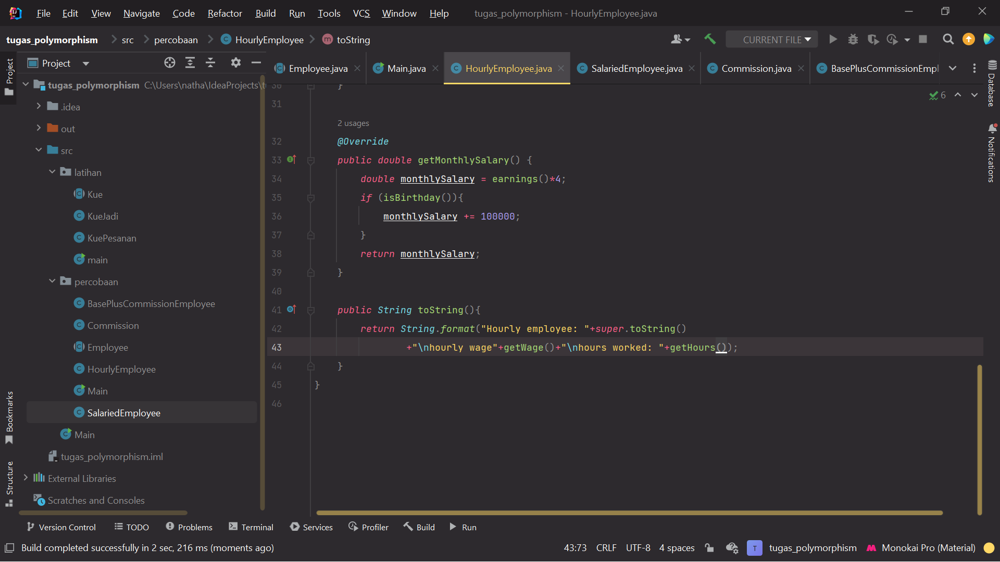 File Edit View Navigate Code Refactor Build Run Tools VCS Window Help tugas_polymorphism - HourlyEmployee.java
tugas_polymorphism src percobaan HourlyEmployee toString CURRENT FILE
Project
Project
Employee.java Main.java HourlyEmployee.java SalariedEmployee.java Commission.java BasePlusCommissionEmpl
Database
Notifications
6
tugas_polymorphism C:\Users\natha\IdeaProjects\t
.idea
out
src
latihan
Kue
KueJadi
KuePesanan
main
percobaan
BasePlusCommissionEmployee
Commission
Employee
HourlyEmployee
Main
SalariedEmployee
Main
tugas_polymorphism.iml
External Libraries
Scratches and Consoles
Bookmarks
Structure
30 }
31
2 usages
32 @Override
33 public double getMonthlySalary() {
34 double monthlySalary = earnings()*4;
35 if (isBirthday()){
36 monthlySalary += 100000;
37 }
38 return monthlySalary;
39 }
40
41 public String toString(){
42 return String.format("Hourly employee: "+super.toString()
43 +"\nhourly wage"+getWage()+"\nhours worked: "+getHours());
44 }
45 }
46
Version Control TODO Problems Terminal Services Profiler Build Run
Build completed successfully in 2 sec, 216 ms (moments ago) 43:73 CRLF UTF-8 4 spaces T tugas_polymorphism Monokai Pro (Material)